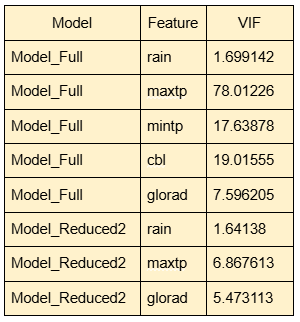 Model Feature VIF
Model_Full rain 1.699142
Model_Full maxtp 78.01226
Model_Full mintp 17.63878
Model_Full cbl 19.01555
Model_Full glorad 7.596205
Model_Reduced2 rain 1.64138
Model_Reduced2 maxtp 6.867613
Model_Reduced2 glorad 5.473113